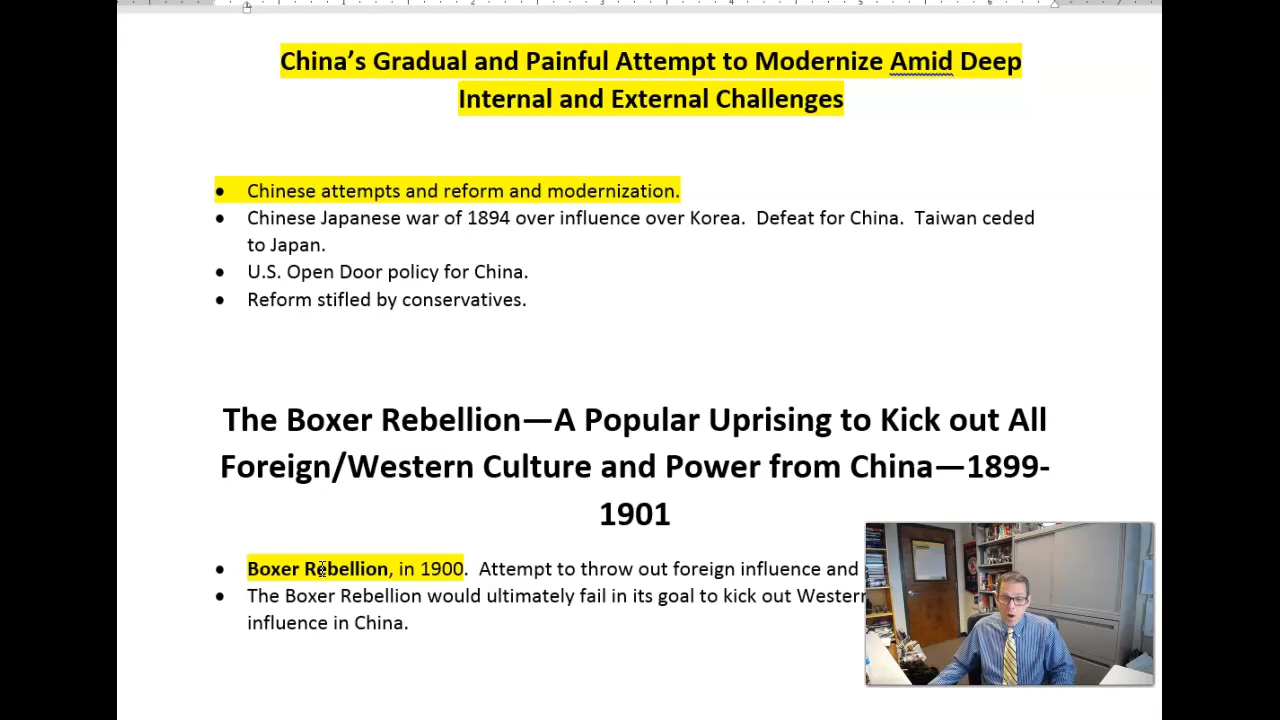 China’s Gradual and Painful Attempt to Modernize Amid Deep
Internal and External Challenges
● Chinese attempts and reform and modernization.
● Chinese Japanese war of 1894 over influence over Korea.  Defeat for China.  Taiwan ceded
to Japan.
● U.S. Open Door policy for China.
● Reform stifled by conservatives.
The Boxer Rebellion—A Popular Uprising to Kick out All
Foreign/Western Culture and Power from China—1899-
1901
● Boxer Rebellion, in 1900.  Attempt to throw out foreign influence and
● The Boxer Rebellion would ultimately fail in its goal to kick out Western
influence in China.